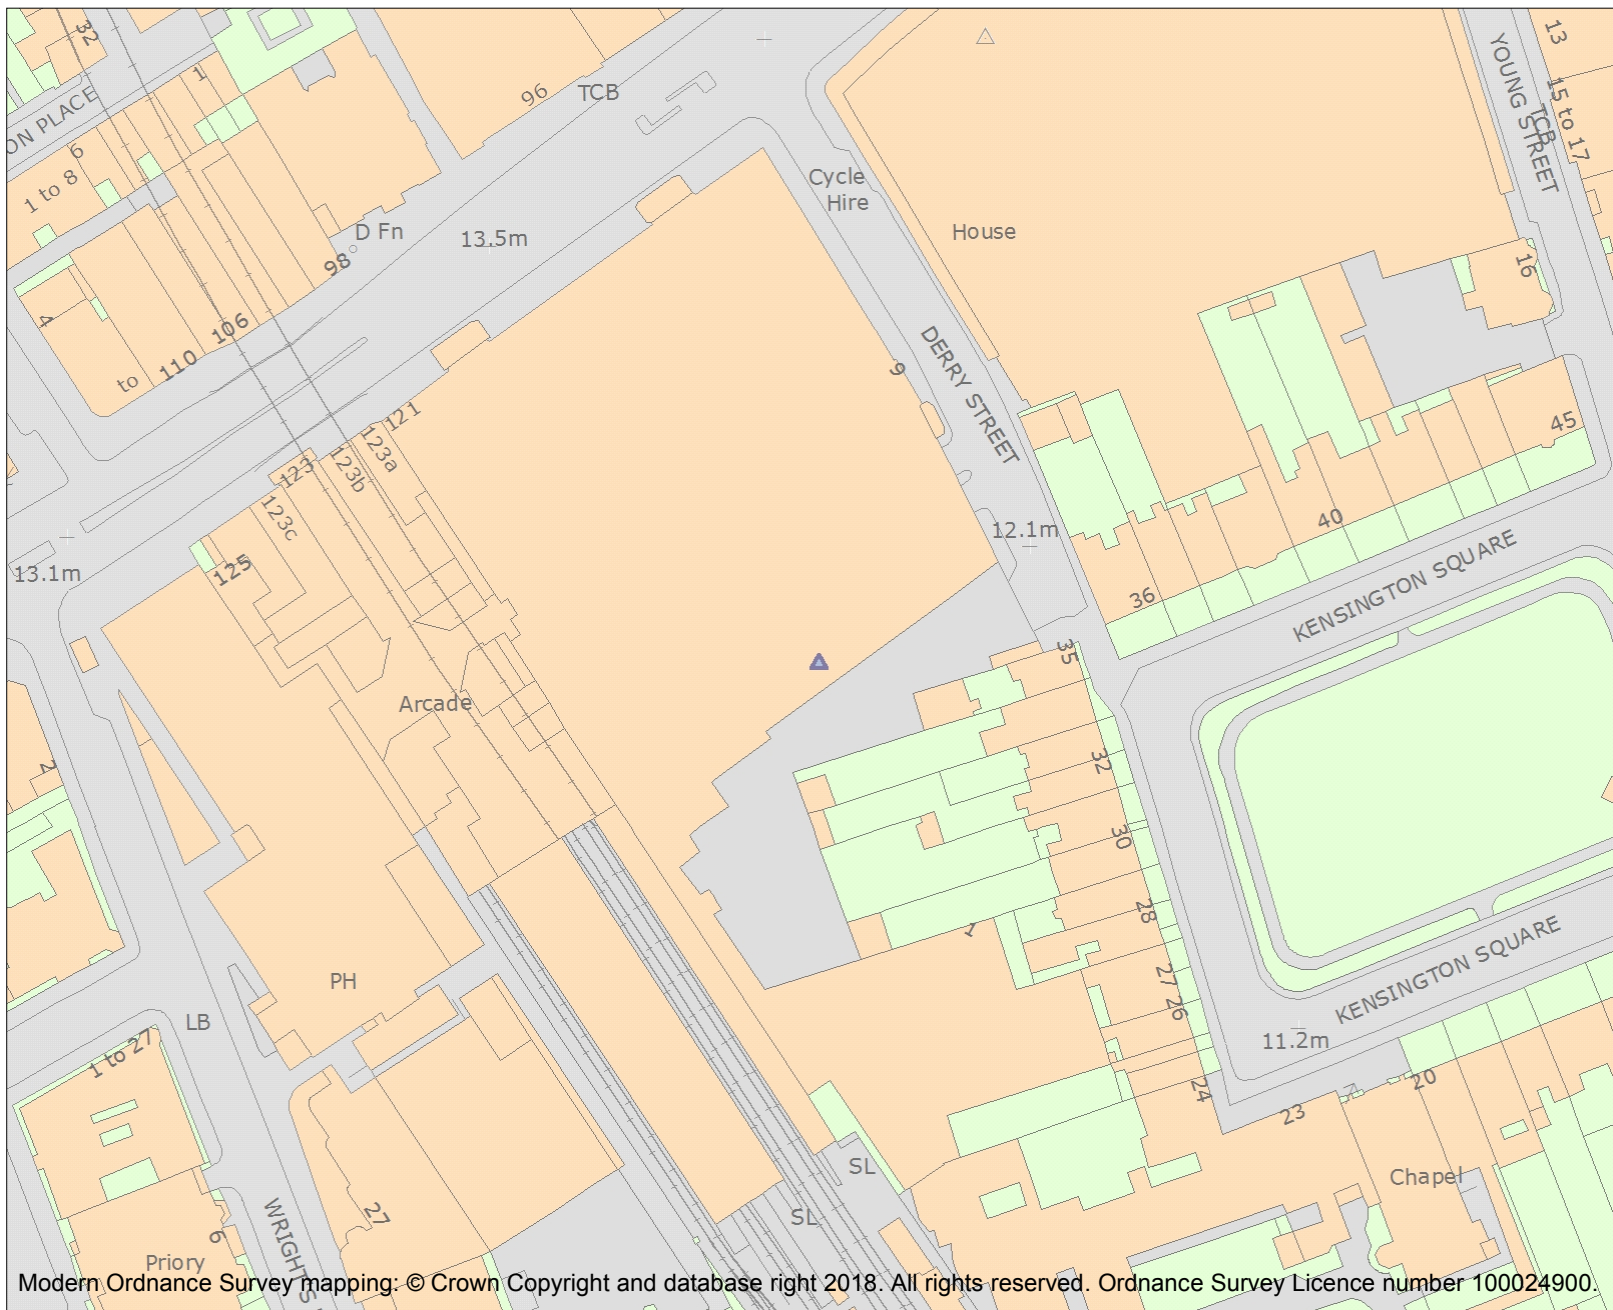 32
1
ON PLACE
6
1 to 8
96
TCB
Cycle
Hire
D Fn
13.5m
98
House
YOUNG STREET
TCB
13
15 to 17
16
4
to
110
106
121
123
123a
123b
123c
125
9
DERRY STREET
12.1m
13.1m
45
40
36
KENSINGTON SQUARE
35
Arcade
2
32
30
28
1
27
26
KENSINGTON SQUARE
11.2m
PH
LB
1 to 27
24
23
20
SL
SL
Chapel
27
6
WRIGHT'S
Priory
Modern Ordnance Survey mapping: © Crown Copyright and database right 2018. All rights reserved. Ordnance Survey Licence number 100024900.